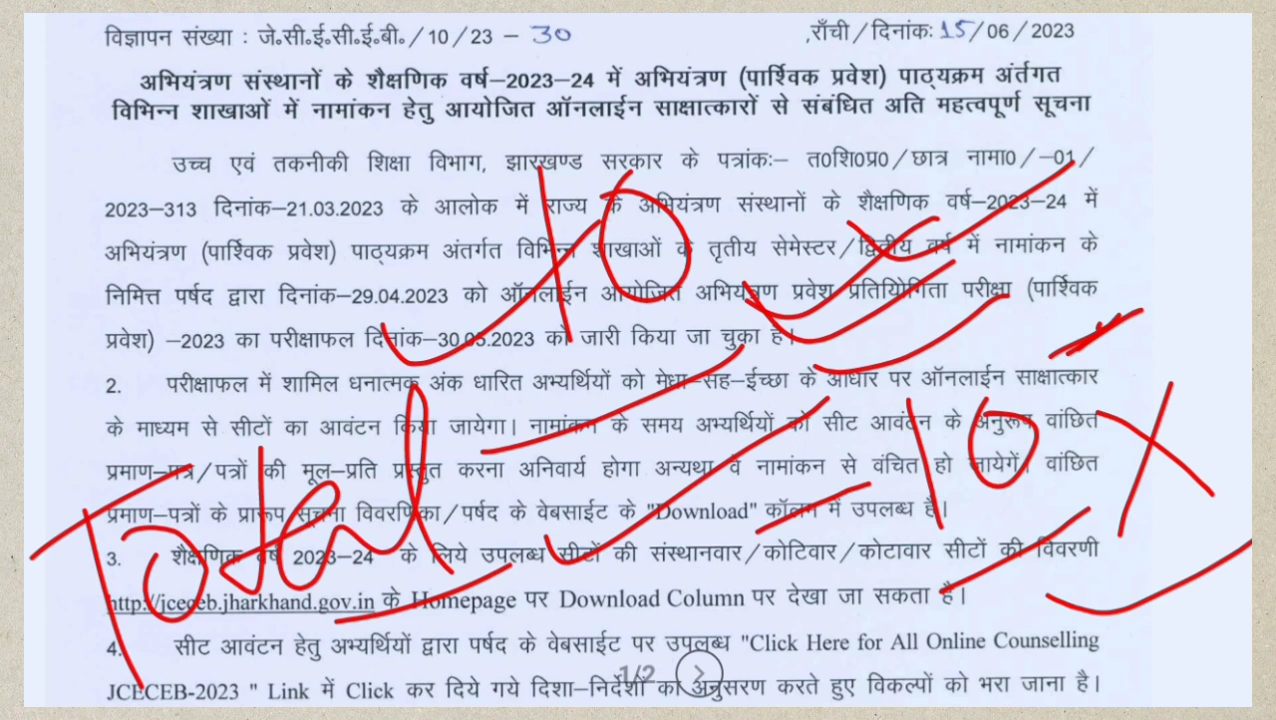 विज्ञापन संख्या : जे॰सी॰ई॰सी॰ई॰बी॰ / 10 / 23 – 30
,राँची / दिनांकः 15/06 / 2023
अभियंत्रण संस्थानों के शैक्षणिक वर्ष–2023–24 में अभियंत्रण (पार्श्विक प्रवेश) पाठ्यक्रम अंर्तगत
विभिन्न शाखाओं में नामांकन हेतु आयोजित ऑनलाईन साक्षात्कारों से संबंधित अति महत्वपूर्ण सूचना
उच्च एवं तकनीकी शिक्षा विभाग, झारखण्ड सरकार के पत्रांकः– त0शि0प्र0 / छात्र नामा0 / –01 /
2023–313 दिनांक–21.03.2023 के आलोक में राज्य के अभियंत्रण संस्थानों के शैक्षणिक वर्ष–2023–24 में
अभियंत्रण (पार्श्विक प्रवेश) पाठ्यक्रम अंतर्गत विभिन्न शाखाओं के तृतीय सेमेस्टर / द्वितीय वर्ष में नामांकन के
निमित्त पर्षद द्वारा दिनांक–29.04.2023 को ऑनलाईन आयोजित अभियंत्रण प्रवेश प्रतियोगिता परीक्षा (पार्श्विक
प्रवेश) –2023 का परीक्षाफल दिनांक–30.05.2023 को जारी किया जा चुका है।
2. परीक्षाफल में शामिल धनात्मक अंक धारित अभ्यर्थियों को मेधा–सह–ईच्छा के आधार पर ऑनलाईन साक्षात्कार
के माध्यम से सीटों का आवंटन किया जायेगा। नामांकन के समय अभ्यर्थियों को सीट आवंटन के अनुरूप वांछित
प्रमाण–पत्र / पत्रों की मूल–प्रति प्रस्तुत करना अनिवार्य होगा अन्यथा वे नामांकन से वंचित हो जायेगें, वांछित
प्रमाण–पत्रों के प्रारूप सूचना विवरणिका / पर्षद के वेबसाईट के "Download" कॉलम में उपलब्ध है।
3. शैक्षणिक वर्ष 2023–24 के लिये उपलब्ध सीटों की संस्थानवार / कोटिवार / कोटावार सीटों की विवरणी
http://jceceb.jharkhand.gov.in के Homepage पर Download Column पर देखा जा सकता है।
4. सीट आवंटन हेतु अभ्यर्थियों द्वारा पर्षद के वेबसाईट पर उपलब्ध "Click Here for All Online Counselling
JCECEB-2023 " Link में Click कर दिये गये दिशा–निर्देशों का अनुसरण करते हुए विकल्पों को भरा जाना है।
1/2
10
Total
10